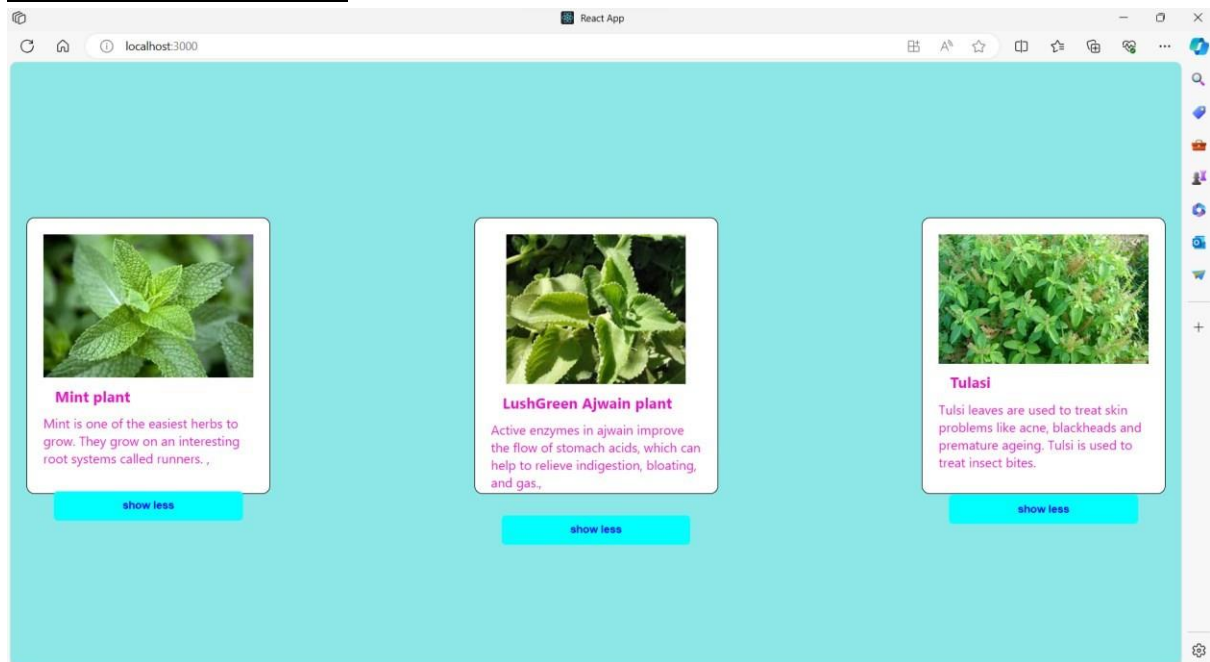 React App
localhost:3000
Mint plant
Mint is one of the easiest herbs to
grow. They grow on an interesting
root systems called runners. ,
show less
LushGreen Ajwain plant
Active enzymes in ajwain improve
the flow of stomach acids, which can
help to relieve indigestion, bloating,
and gas.,
show less
Tulasi
Tulsi leaves are used to treat skin
problems like acne, blackheads and
premature ageing. Tulsi is used to
treat insect bites.
show less